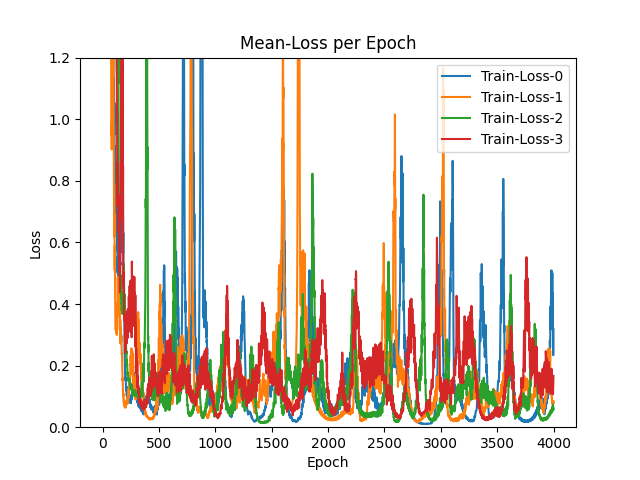 Mean-Loss per Epoch
1.2
1.0
0.8
0.6
0.4
0.2
0.0
Loss
Train-Loss-0
Train-Loss-1
Train-Loss-2
Train-Loss-3
0 500 1000 1500 2000 2500 3000 3500 4000
Epoch